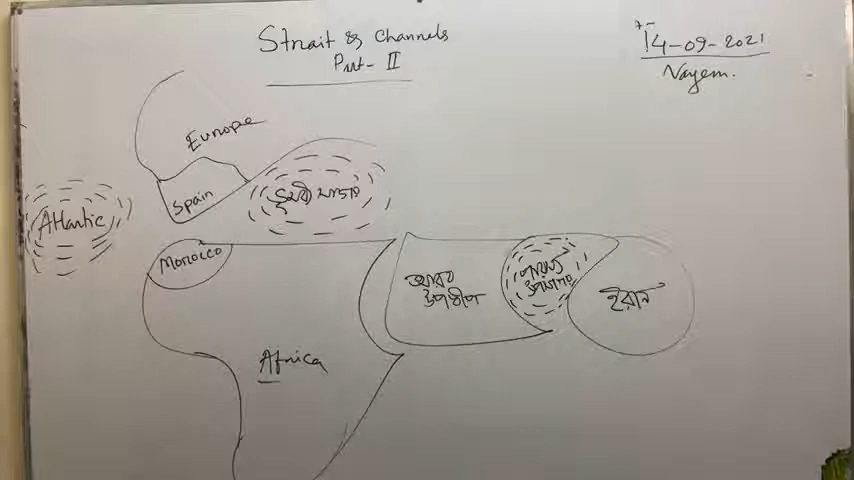 Strait & Channels
Part- II
14-09-2021
Nayem.
Europe
Spain
ভূমধ্য সাগর
Atlantic
Morocco
আরব
উপদ্বীপ
পারস্য
উপসাগর
ইরান
Africa